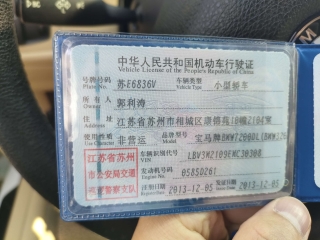 中华人民共和国机动车行驶证
Vehicle License of the People's Republic of China
号牌号码 苏E6836V 车辆类型 小型轿车
Plate No. Vehicle Type
所有人 郭利涛
Owner
住址 江苏省苏州市相城区
使用性质 非营运 品牌型号 宝马牌BMW7200
江苏省苏州
市公安局交通
警察支队
车辆识别代号
VIN
发动机号码 0585D261
Engine No.
注册日期 2013-12-05 发证日期 2013-12-05